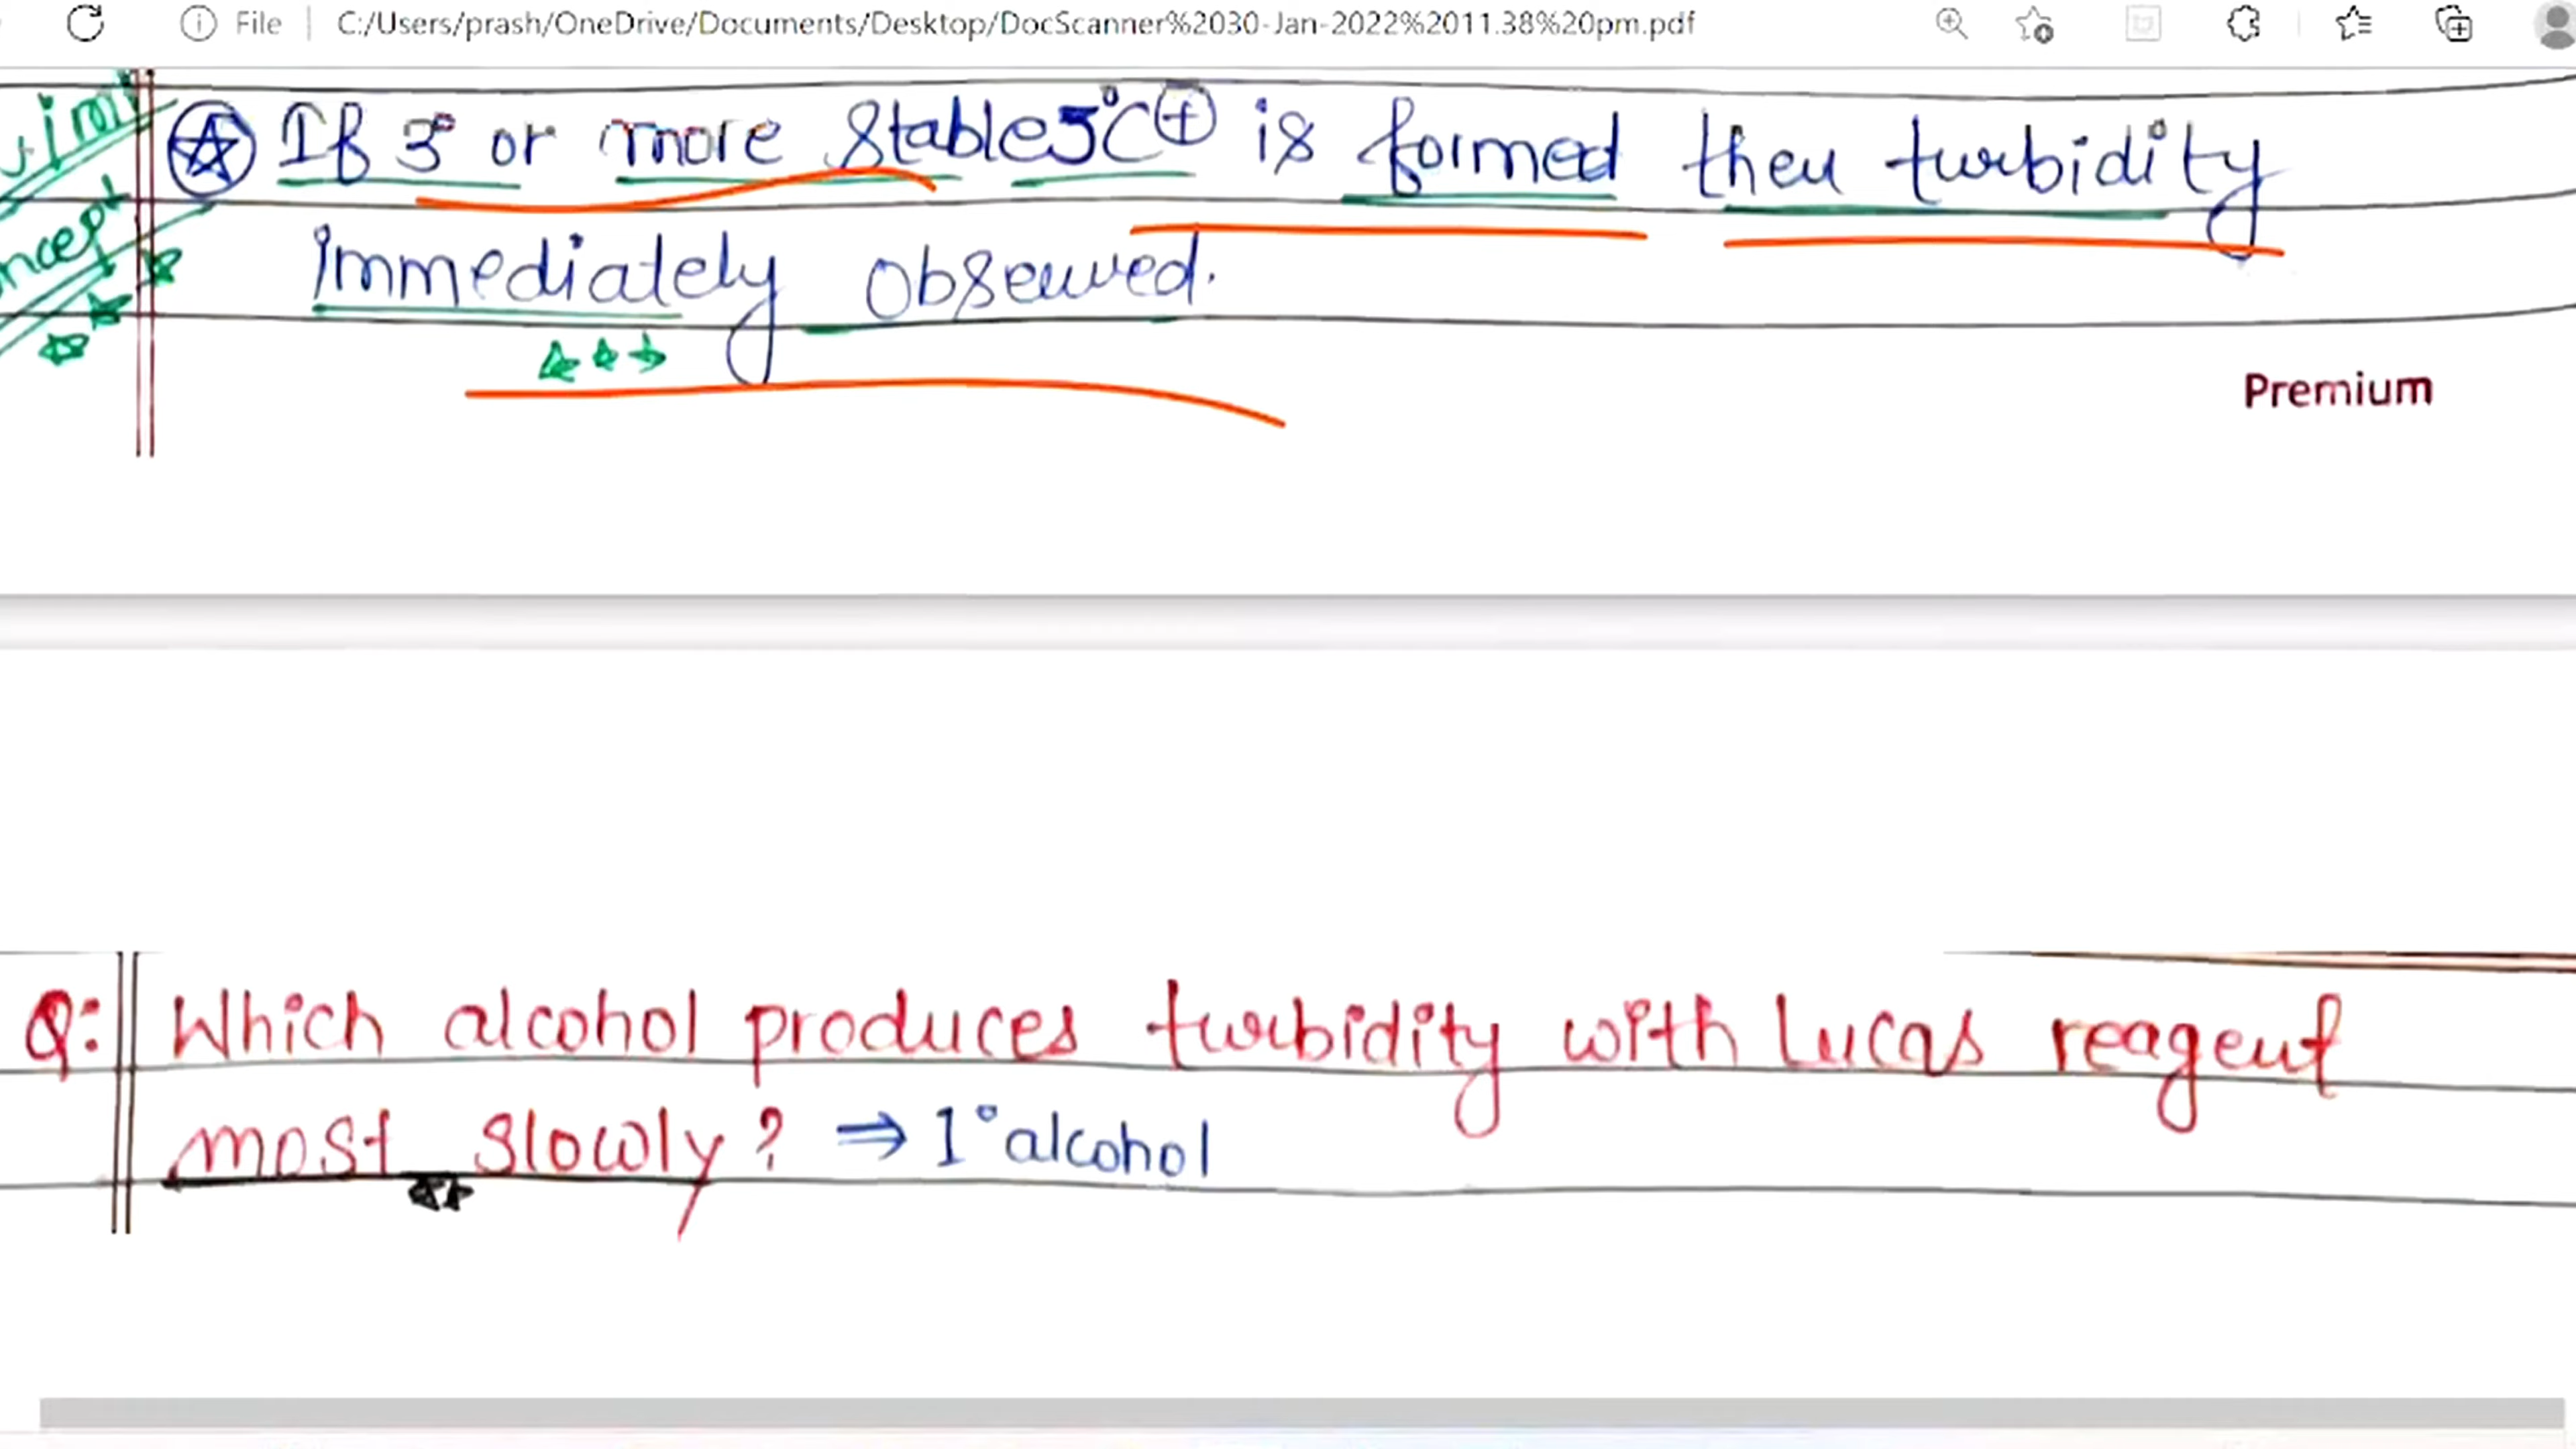 File | C:/Users/prash/OneDrive/Documents/Desktop/DocScanner%2030-Jan-2022%2011.38%20pm.pdf
If 3° or more stable C⊕ is formed then turbidity
immediately observed.
Premium
Q: Which alcohol produces turbidity with Lucas reagent
most slowly? ⇒ 1° alcohol